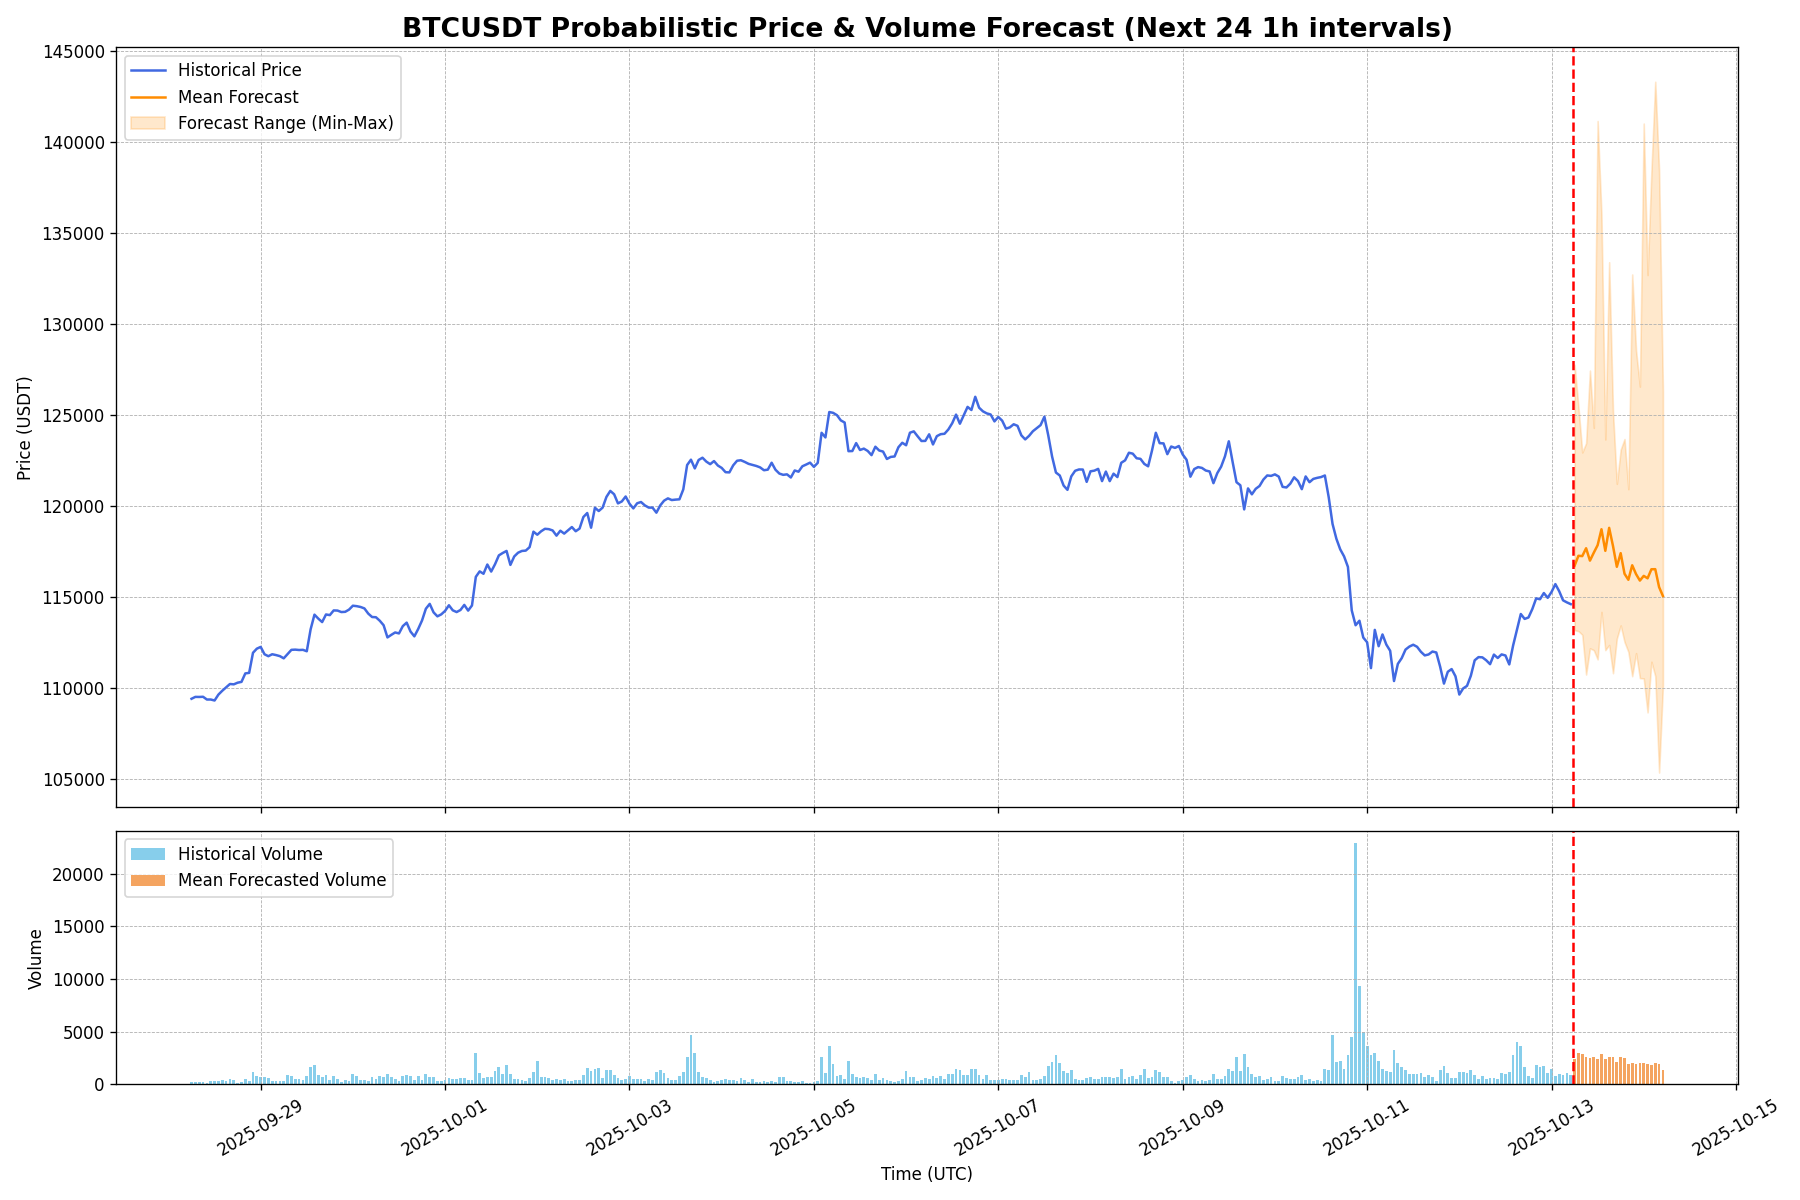 BTCUSDT Probabilistic Price & Volume Forecast (Next 24 1h intervals)
145000
140000
135000
130000
125000
120000
115000
110000
105000
Price (USDT)
Historical Price
Mean Forecast
Forecast Range (Min-Max)
20000
15000
10000
5000
0
Volume
Historical Volume
Mean Forecasted Volume
2025-09-29
2025-10-01
2025-10-03
2025-10-05
2025-10-07
2025-10-09
2025-10-11
2025-10-13
2025-10-15
Time (UTC)